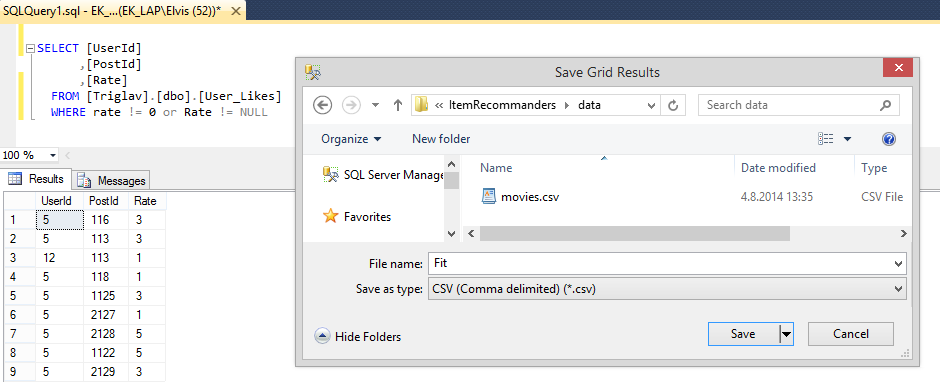 SQLQuery1.sql - EK_...(EK_LAP\Elvis (52))*
SELECT [UserId]
,[PostId]
,[Rate]
FROM [Triglav].[dbo].[User_Likes]
WHERE rate != 0 or Rate != NULL
100 %
Results Messages
UserId PostId Rate
1 5 116 3
2 5 113 3
3 12 113 1
4 5 118 1
5 5 1125 3
6 5 2127 1
7 5 2128 5
8 5 1122 5
9 5 2129 3
Save Grid Results
« ItemRecommanders data
Search data
Organize New folder
SQL Server Manage
Favorites
Name Date modified Type
movies.csv 4.8.2014 13:35 CSV File
File name: Fit
Save as type: CSV (Comma delimited) (*.csv)
Hide Folders Save Cancel